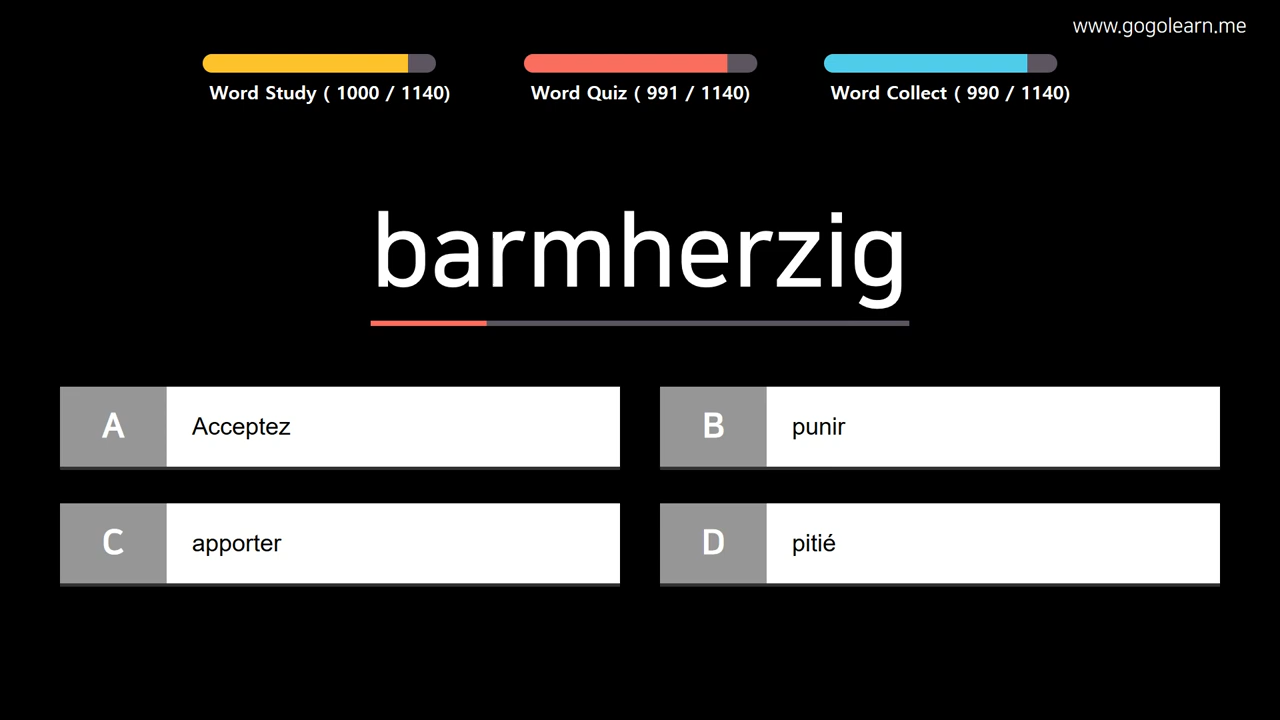 www.gogolearn.me
Word Study ( 1000 / 1140)
Word Quiz ( 991 / 1140)
Word Collect ( 990 / 1140)
barmherzig
A Acceptez
B punir
C apporter
D pitié